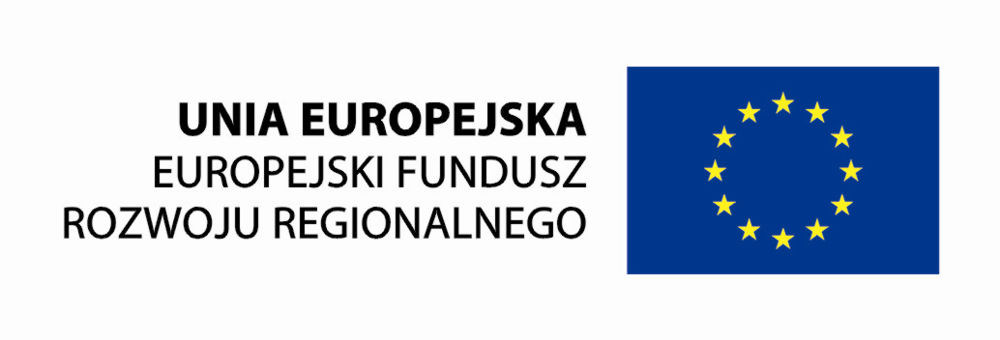 UNIA EUROPEJSKA
EUROPEJSKI FUNDUSZ
ROZWOJU REGIONALNEGO